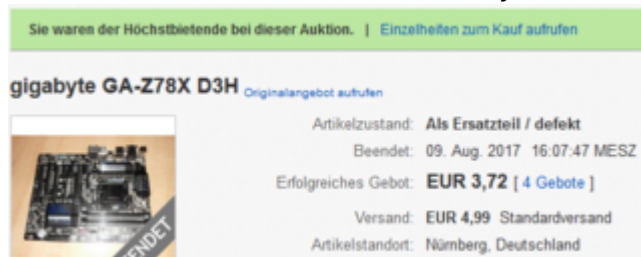 Sie waren der Höchstbietende bei dieser Auktion. | Einzelheiten zum Kauf aufrufen
gigabyte GA-Z78X D3H Originalangebot aufrufen
Artikelzustand: Als Ersatzteil / defekt
Beendet: 09. Aug. 2017 16:07:47 MESZ
Erfolgreiches Gebot: EUR 3,72 [ 4 Gebote ]
Versand: EUR 4,99 Standardversand
Artikelstandort: Nürnberg, Deutschland